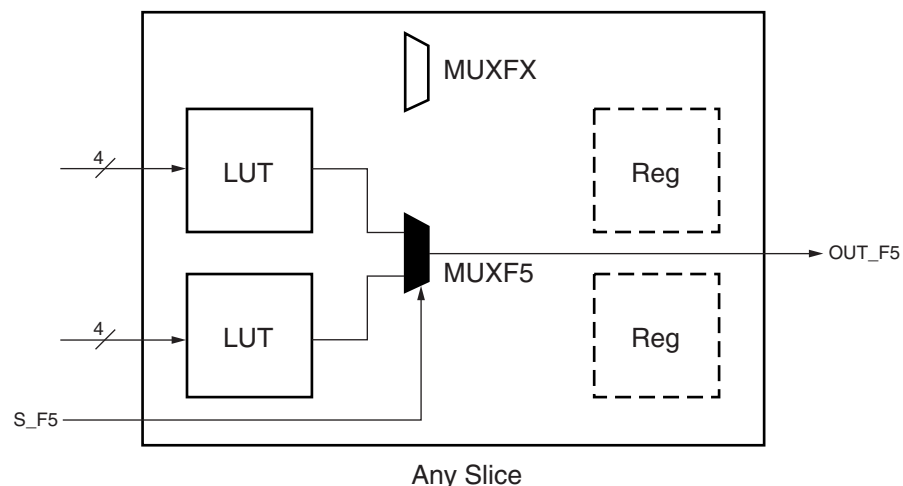 MUXFX
4
LUT
Reg
OUT_F5
MUXF5
4
LUT
Reg
S_F5
Any Slice